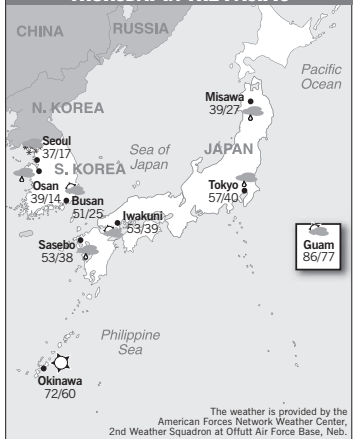 CHINA
RUSSIA
Pacific
Ocean
N. KOREA
Misawa
39/27
Seoul
37/17
Sea of
Japan
JAPAN
S. KOREA
Osan
39/14
Busan
51/25
Tokyo
57/40
Iwakuni
53/39
Sasebo
53/38
Guam
86/77
Philippine
Sea
Okinawa
72/60
The weather is provided by the
American Forces Network Weather Center,
2nd Weather Squadron at Offutt Air Force Base, Neb.